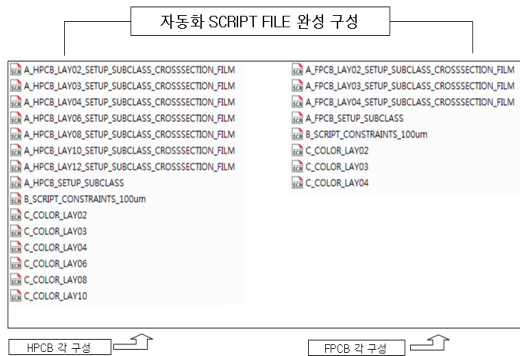 자동화 SCRIPT FILE 완성 구성
A_HPCB_LAY02_SETUP_SUBCLASS_CROSSSECTION_FILM
A_HPCB_LAY03_SETUP_SUBCLASS_CROSSSECTION_FILM
A_HPCB_LAY04_SETUP_SUBCLASS_CROSSSECTION_FILM
A_HPCB_LAY06_SETUP_SUBCLASS_CROSSSECTION_FILM
A_HPCB_LAY08_SETUP_SUBCLASS_CROSSSECTION_FILM
A_HPCB_LAY10_SETUP_SUBCLASS_CROSSSECTION_FILM
A_HPCB_LAY12_SETUP_SUBCLASS_CROSSSECTION_FILM
A_HPCB_SETUP_SUBCLASS
B_SCRIPT_CONSTRAINTS_100um
C_COLOR_LAY02
C_COLOR_LAY03
C_COLOR_LAY04
C_COLOR_LAY06
C_COLOR_LAY08
C_COLOR_LAY10
A_FPCB_LAY02_SETUP_SUBCLASS_CROSSSECTION_FILM
A_FPCB_LAY03_SETUP_SUBCLASS_CROSSSECTION_FILM
A_FPCB_LAY04_SETUP_SUBCLASS_CROSSSECTION_FILM
A_FPCB_SETUP_SUBCLASS
B_SCRIPT_CONSTRAINTS_100um
C_COLOR_LAY02
C_COLOR_LAY03
C_COLOR_LAY04
HPCB 각 구성
FPCB 각 구성